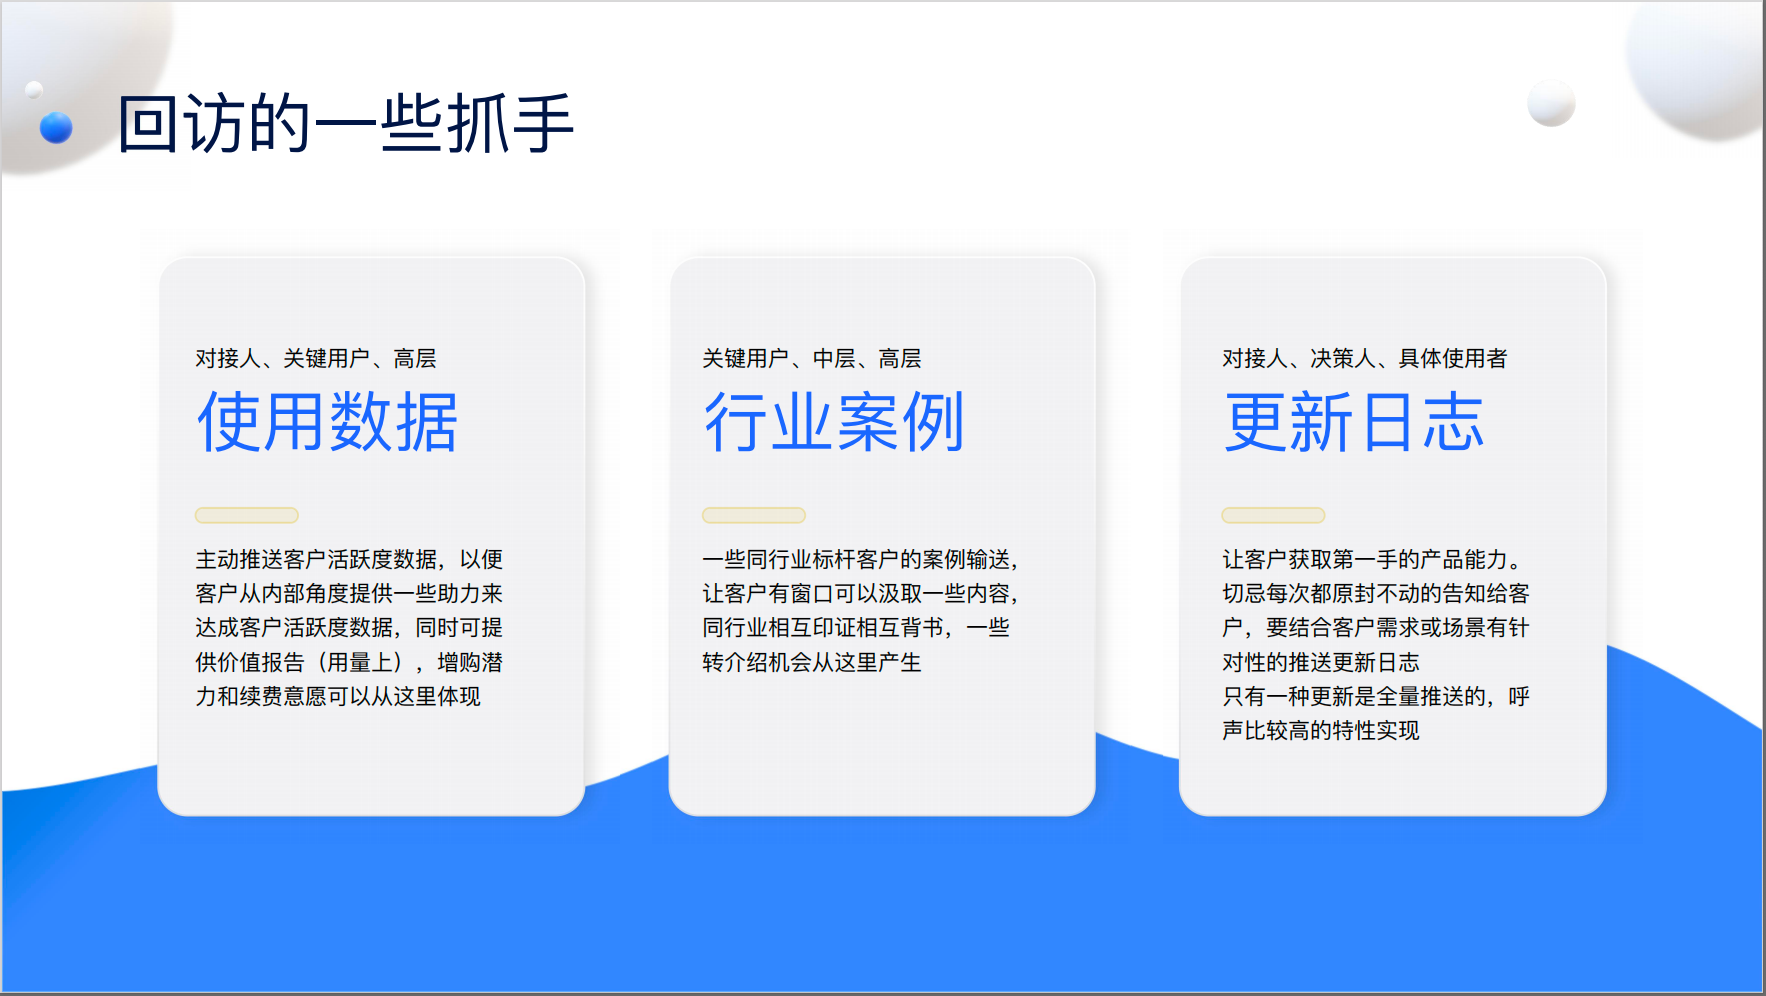 回访的一些抓手
对接人、关键用户、高层
使用数据
主动推送客户活跃度数据，以便
客户从内部角度提供一些助力来
达成客户活跃度数据，同时可提
供价值报告（用量上），增购潜
力和续费意愿可以从这里体现
关键用户、中层、高层
行业案例
一些同行业标杆客户的案例输送，
让客户有窗口可以汲取一些内容，
同行业相互印证相互背书，一些
转介绍机会从这里产生
对接人、决策人、具体使用者
更新日志
让客户获取第一手的产品能力。
切忌每次都原封不动的告知给客
户，要结合客户需求或场景有针
对性的推送更新日志
只有一种更新是全量推送的，呼
声比较高的特性实现